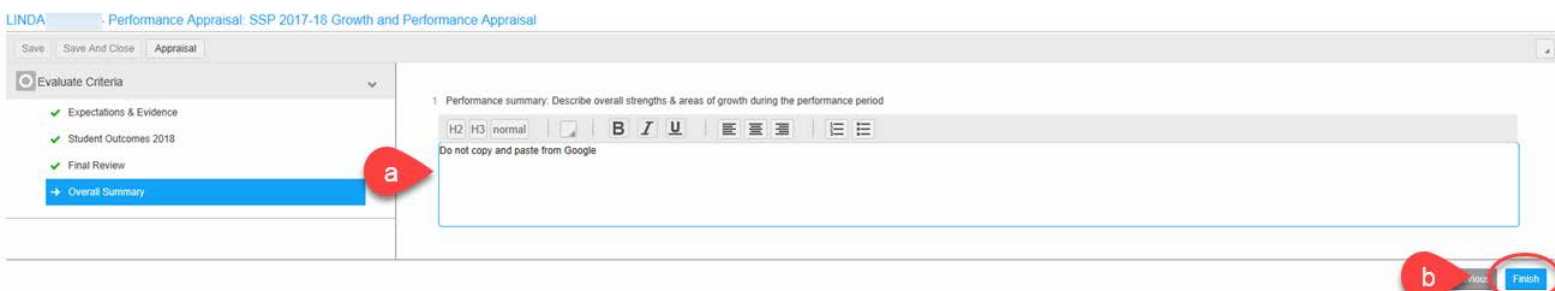 LINDA - Performance Appraisal: SSP 2017-18 Growth and Performance Appraisal
Save Save And Close Appraisal
Evaluate Criteria
Expectations & Evidence
Student Outcomes 2018
Final Review
Overall Summary
1 Performance summary: Describe overall strengths & areas of growth during the performance period
H2 H3 normal B I U
Do not copy and paste from Google
a
b
Finish